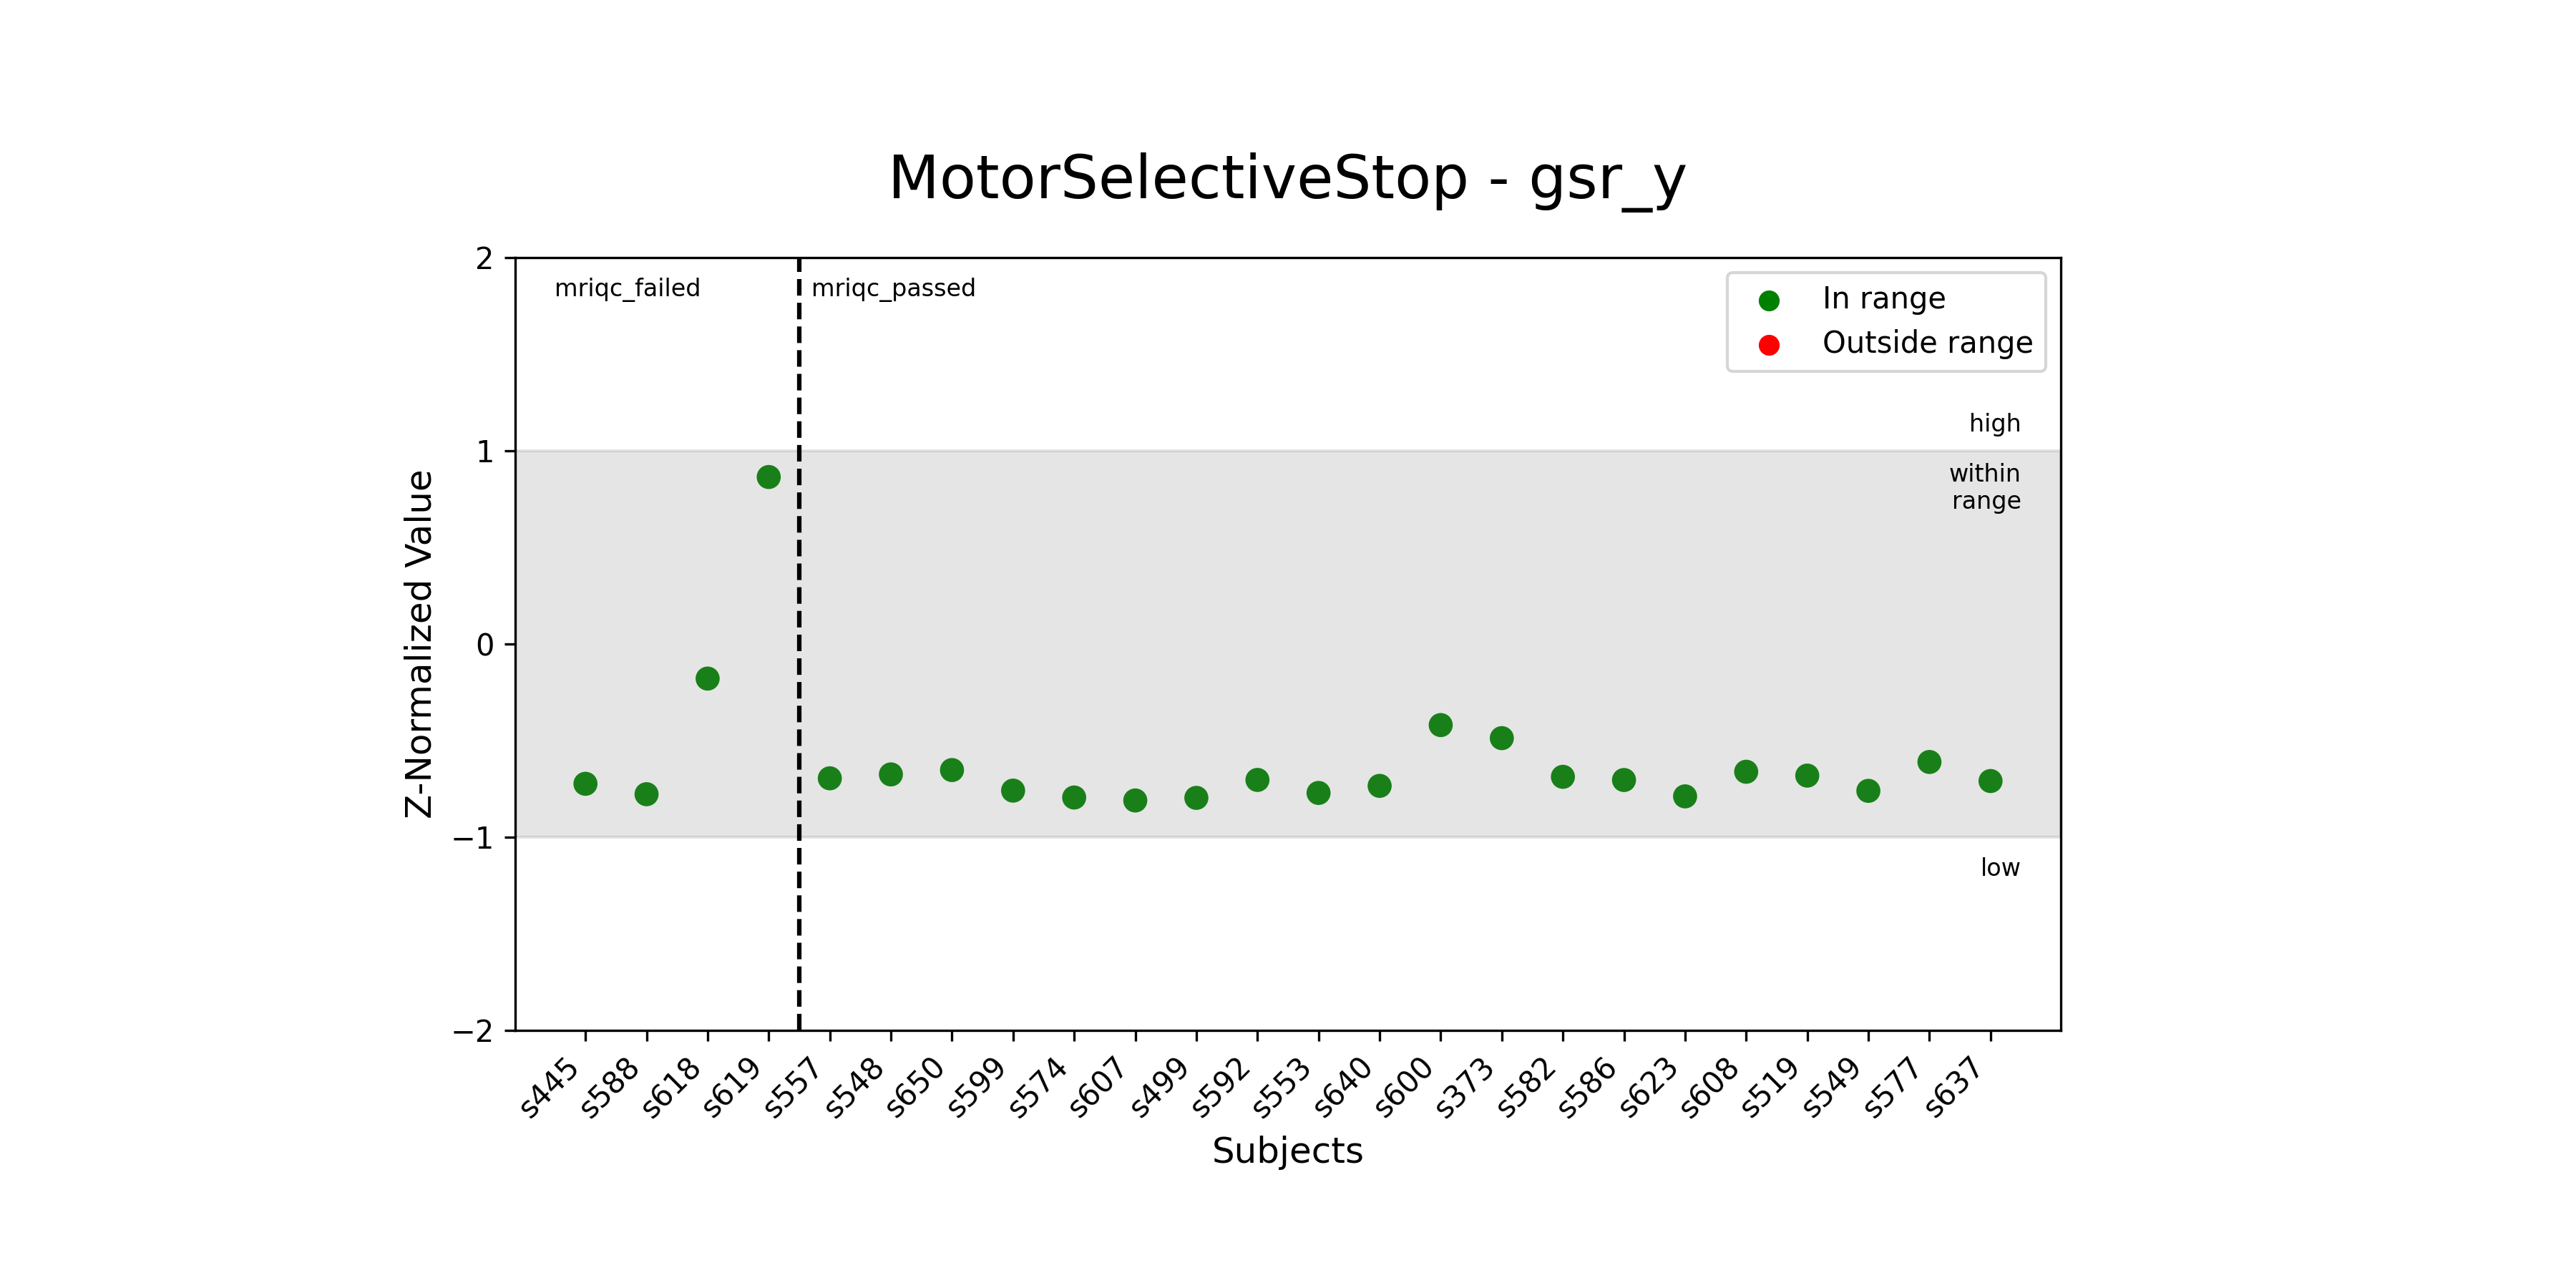 MotorSelectiveStop - gsr_y
2
mriqc_failed
mriqc_passed
In range
Outside range
high
1
within
range
Z-Normalized Value
0
−1
low
−2
s445
s588
s618
s619
s557
s548
s650
s599
s574
s607
s499
s592
s553
s640
s600
s373
s582
s586
s623
s608
s519
s549
s577
s637
Subjects